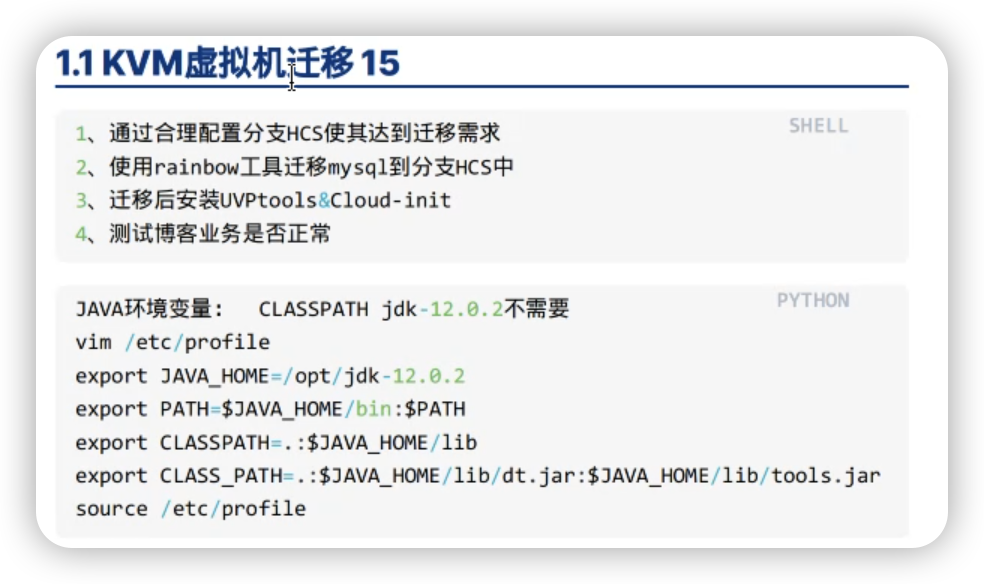 1.1 KVM虚拟机迁移 15
SHELL
1、通过合理配置分支HCS使其达到迁移需求
2、使用rainbow工具迁移mysql到分支HCS中
3、迁移后安装UVPtools&Cloud-init
4、测试博客业务是否正常
PYTHON
JAVA环境变量: CLASSPATH jdk-12.0.2不需要
vim /etc/profile
export JAVA_HOME=/opt/jdk-12.0.2
export PATH=$JAVA_HOME/bin:$PATH
export CLASSPATH=.:$JAVA_HOME/lib
export CLASS_PATH=.:$JAVA_HOME/lib/dt.jar:$JAVA_HOME/lib/tools.jar
source /etc/profile